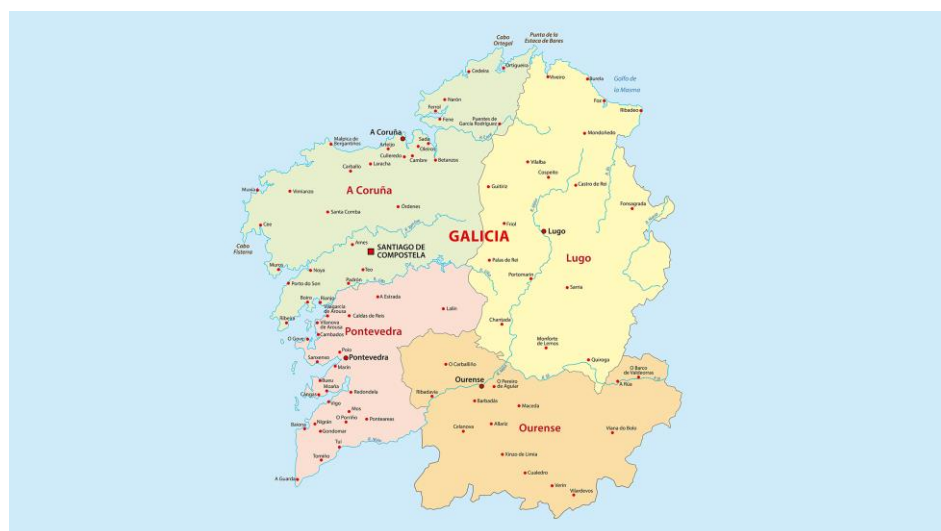 Cabo
Ortegal
Punta de la
Estaca de Bares
Cedeira
Ortigueira
Viveiro
Burela
Golfo de
la Masma
Foz
Ribadeo
Narón
Ferrol
Fene
Puentes de
García Rodríguez
Mondoñedo
A Coruña
Malpica de
Bergantiños
Arteixo
Sada
Oleiros
Culleredo
Cambre
Betanzos
Laracha
Carballo
Vilalba
Cospeito
Castro de Rei
Guitiriz
Muxia
Vimianzo
A Coruña
Santa Comba
Ordenes
Fonsagrada
Friol
Cee
Cabo
Fisterra
GALICIA
Lugo
Ames
SANTIAGO DE
COMPOSTELA
Lugo
Palas de Rei
Muros
Noya
Teo
Padrón
Portomarin
Sarria
Porto do Son
Boiro
Rianxo
A Estrada
Vilagarcía
de Arousa
Caldas de Reis
Lalín
Ribeira
Vilanova
de Arousa
Cambados
Pontevedra
Chantada
O Grove
Monforte
de Lemos
Poio
Sanxenxo
Pontevedra
Marín
Quiroga
O Carballiño
O Barco
de Valdeorras
A Rúa
Bueu
Moaña
Cangas
Redondela
Ourense
O Pereiro
de Aguiar
Ribadavia
Vigo
Mos
Barbadás
Maceda
Nigrán
O Porriño
Ponteareas
Baiona
Gondomar
Celanova
Allariz
Ourense
Viana do Bolo
Tui
Tomiño
Xinzo de Limia
A Guarda
Cualedro
Verín
Vilardevos